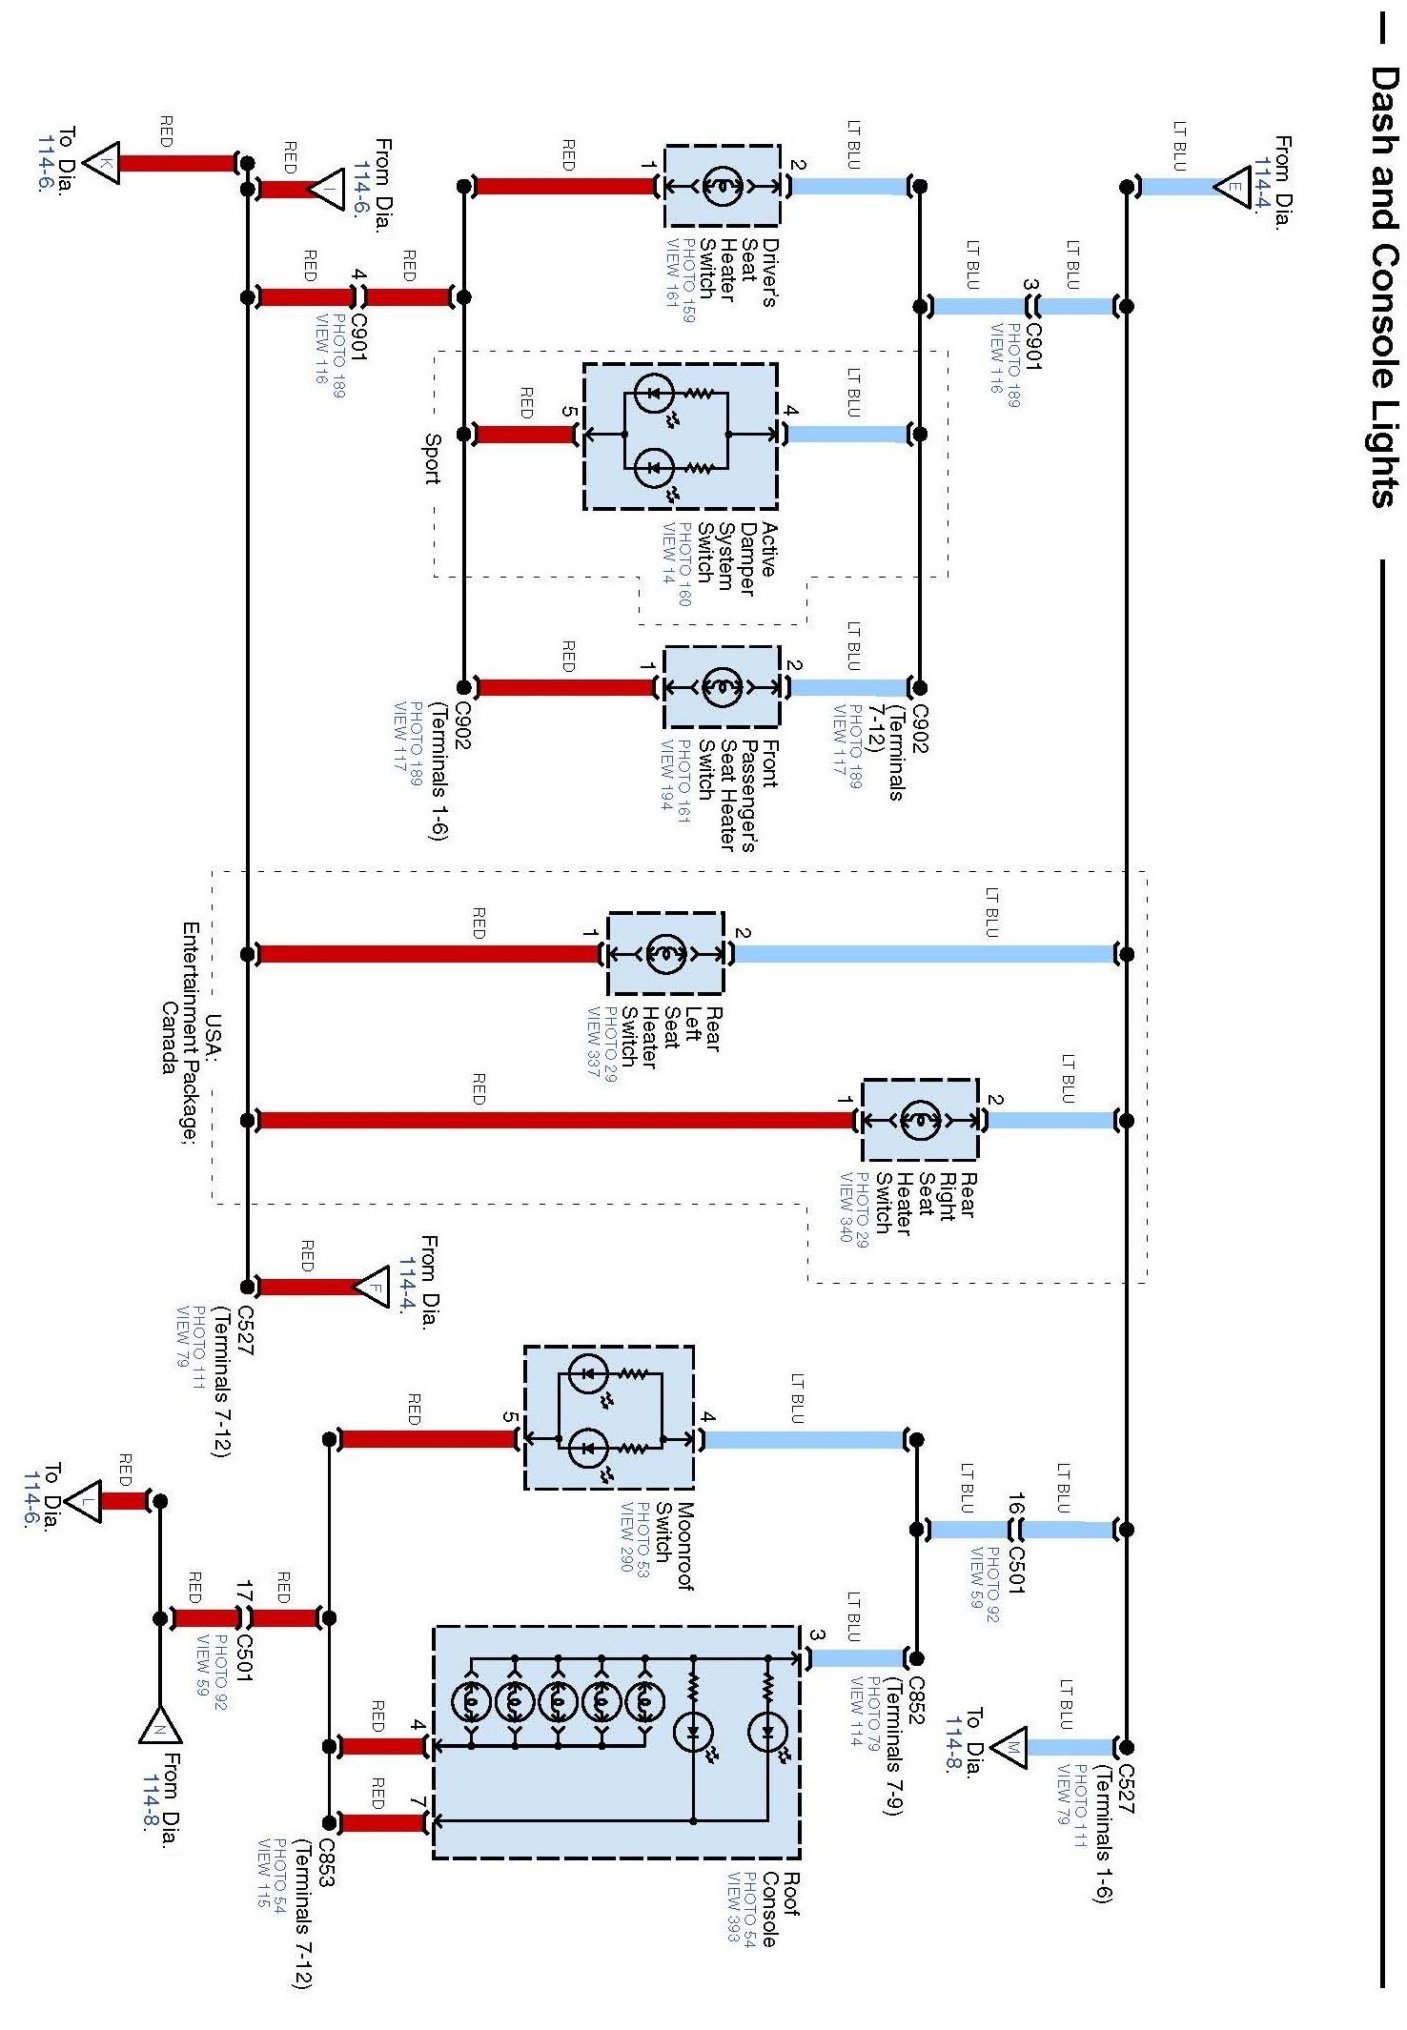 — Dash and Console Lights
From Dia.
114-4.
E
LT BLU
LT BLU
3
C901
PHOTO 189
VIEW 116
LT BLU
LT BLU
2
Driver's
Seat
Heater
Switch
PHOTO 159
VIEW 161
1
RED
LT BLU
4
Active
Damper
System
Switch
PHOTO 160
VIEW 14
5
RED
Sport
C902
(Terminals
7-12)
PHOTO 189
VIEW 117
LT BLU
2
Front
Passenger's
Seat Heater
Switch
PHOTO 161
VIEW 194
1
RED
C902
(Terminals 1-6)
PHOTO 189
VIEW 117
RED
4
C901
PHOTO 189
VIEW 116
RED
From Dia.
114-6.
I
RED
RED
K
To Dia.
114-6.
LT BLU
2
Rear
Left
Seat
Heater
Switch
PHOTO 29
VIEW 337
1
RED
LT BLU
2
Rear
Right
Seat
Heater
Switch
PHOTO 29
VIEW 340
1
RED
USA:
Entertainment Package;
Canada
From Dia.
114-4.
F
RED
C527
(Terminals 7-12)
PHOTO 111
VIEW 79
LT BLU
16
C501
PHOTO 92
VIEW 59
LT BLU
LT BLU
4
Moonroof
Switch
PHOTO 53
VIEW 290
5
RED
C527
(Terminals 1-6)
PHOTO 111
VIEW 79
LT BLU
M
To Dia.
114-8.
C852
(Terminals 7-9)
PHOTO 79
VIEW 114
LT BLU
3
Roof
Console
PHOTO 54
VIEW 393
4
7
RED
RED
C853
(Terminals 7-12)
PHOTO 54
VIEW 115
RED
17
C501
PHOTO 92
VIEW 59
RED
RED
L
To Dia.
114-6.
N
From Dia.
114-8.